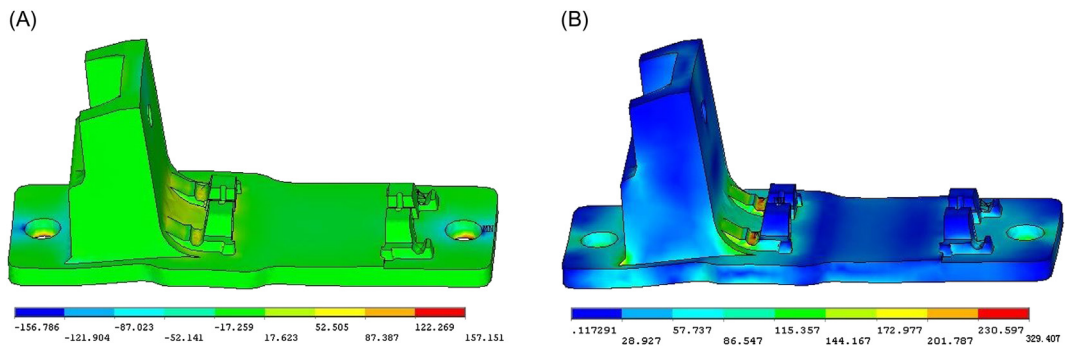 (A)
(B)
MN
-156.786 -87.023 -17.259 52.505 122.269
-121.904 -52.141 17.623 87.387 157.151
.117291 57.737 115.357 172.977 230.597
28.927 86.547 144.167 201.787 329.407